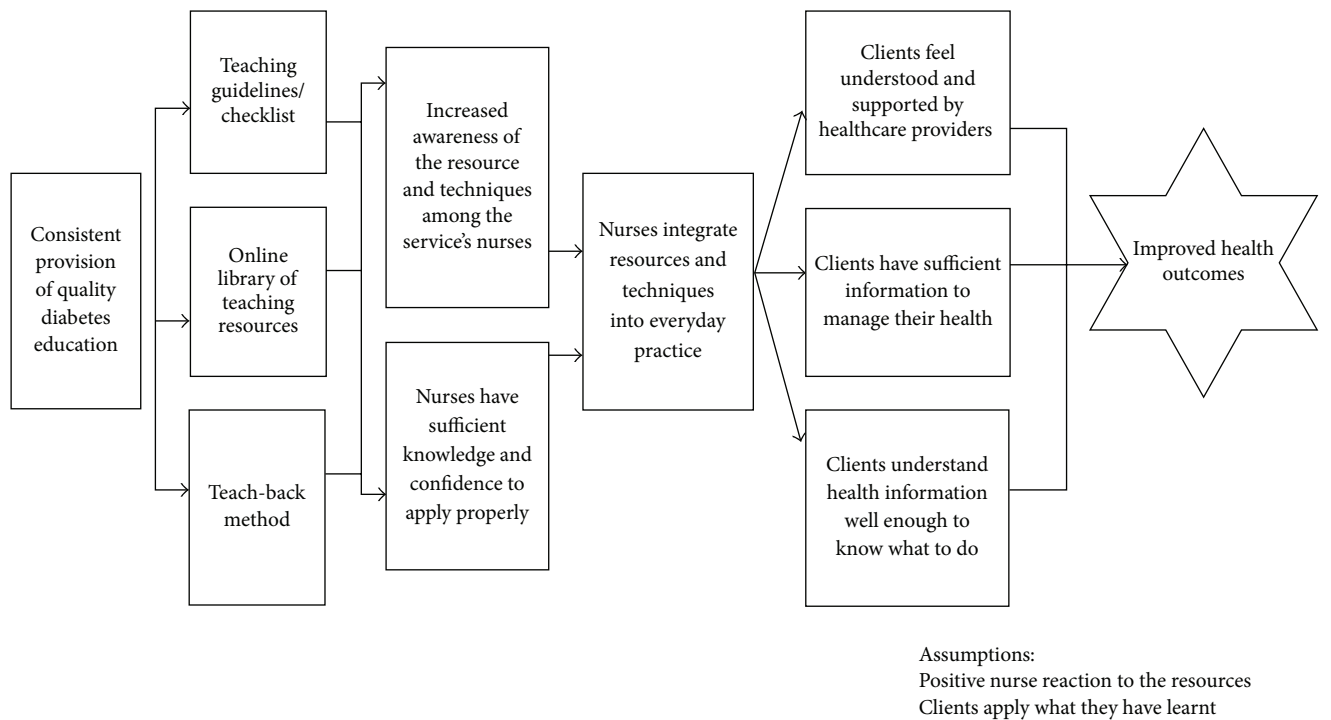 Consistent
provision
of quality
diabetes
education
Teaching
guidelines/
checklist
Online
library of
teaching
resources
Teach-back
method
Increased
awareness of
the resource
and techniques
among the
service's nurses
Nurses have
sufficient
knowledge and
confidence to
apply properly
Nurses integrate
resources and
techniques
into everyday
practice
Clients feel
understood and
supported by
healthcare providers
Clients have sufficient
information to
manage their health
Clients understand
health information
well enough to
know what to do
Improved health
outcomes
Assumptions:
Positive nurse reaction to the resources
Clients apply what they have learnt